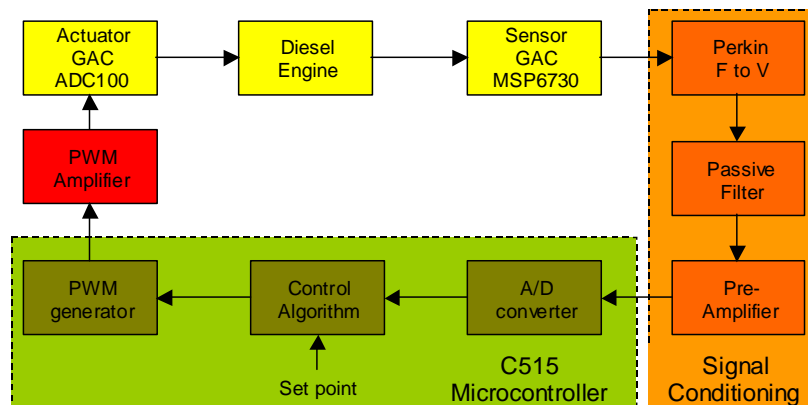 Actuator
GAC
ADC100
Diesel
Engine
Sensor
GAC
MSP6730
Perkin
F to V
PWM
Amplifier
Passive
Filter
PWM
generator
Control
Algorithm
A/D
converter
Pre-
Amplifier
Set point
C515
Microcontroller
Signal
Conditioning